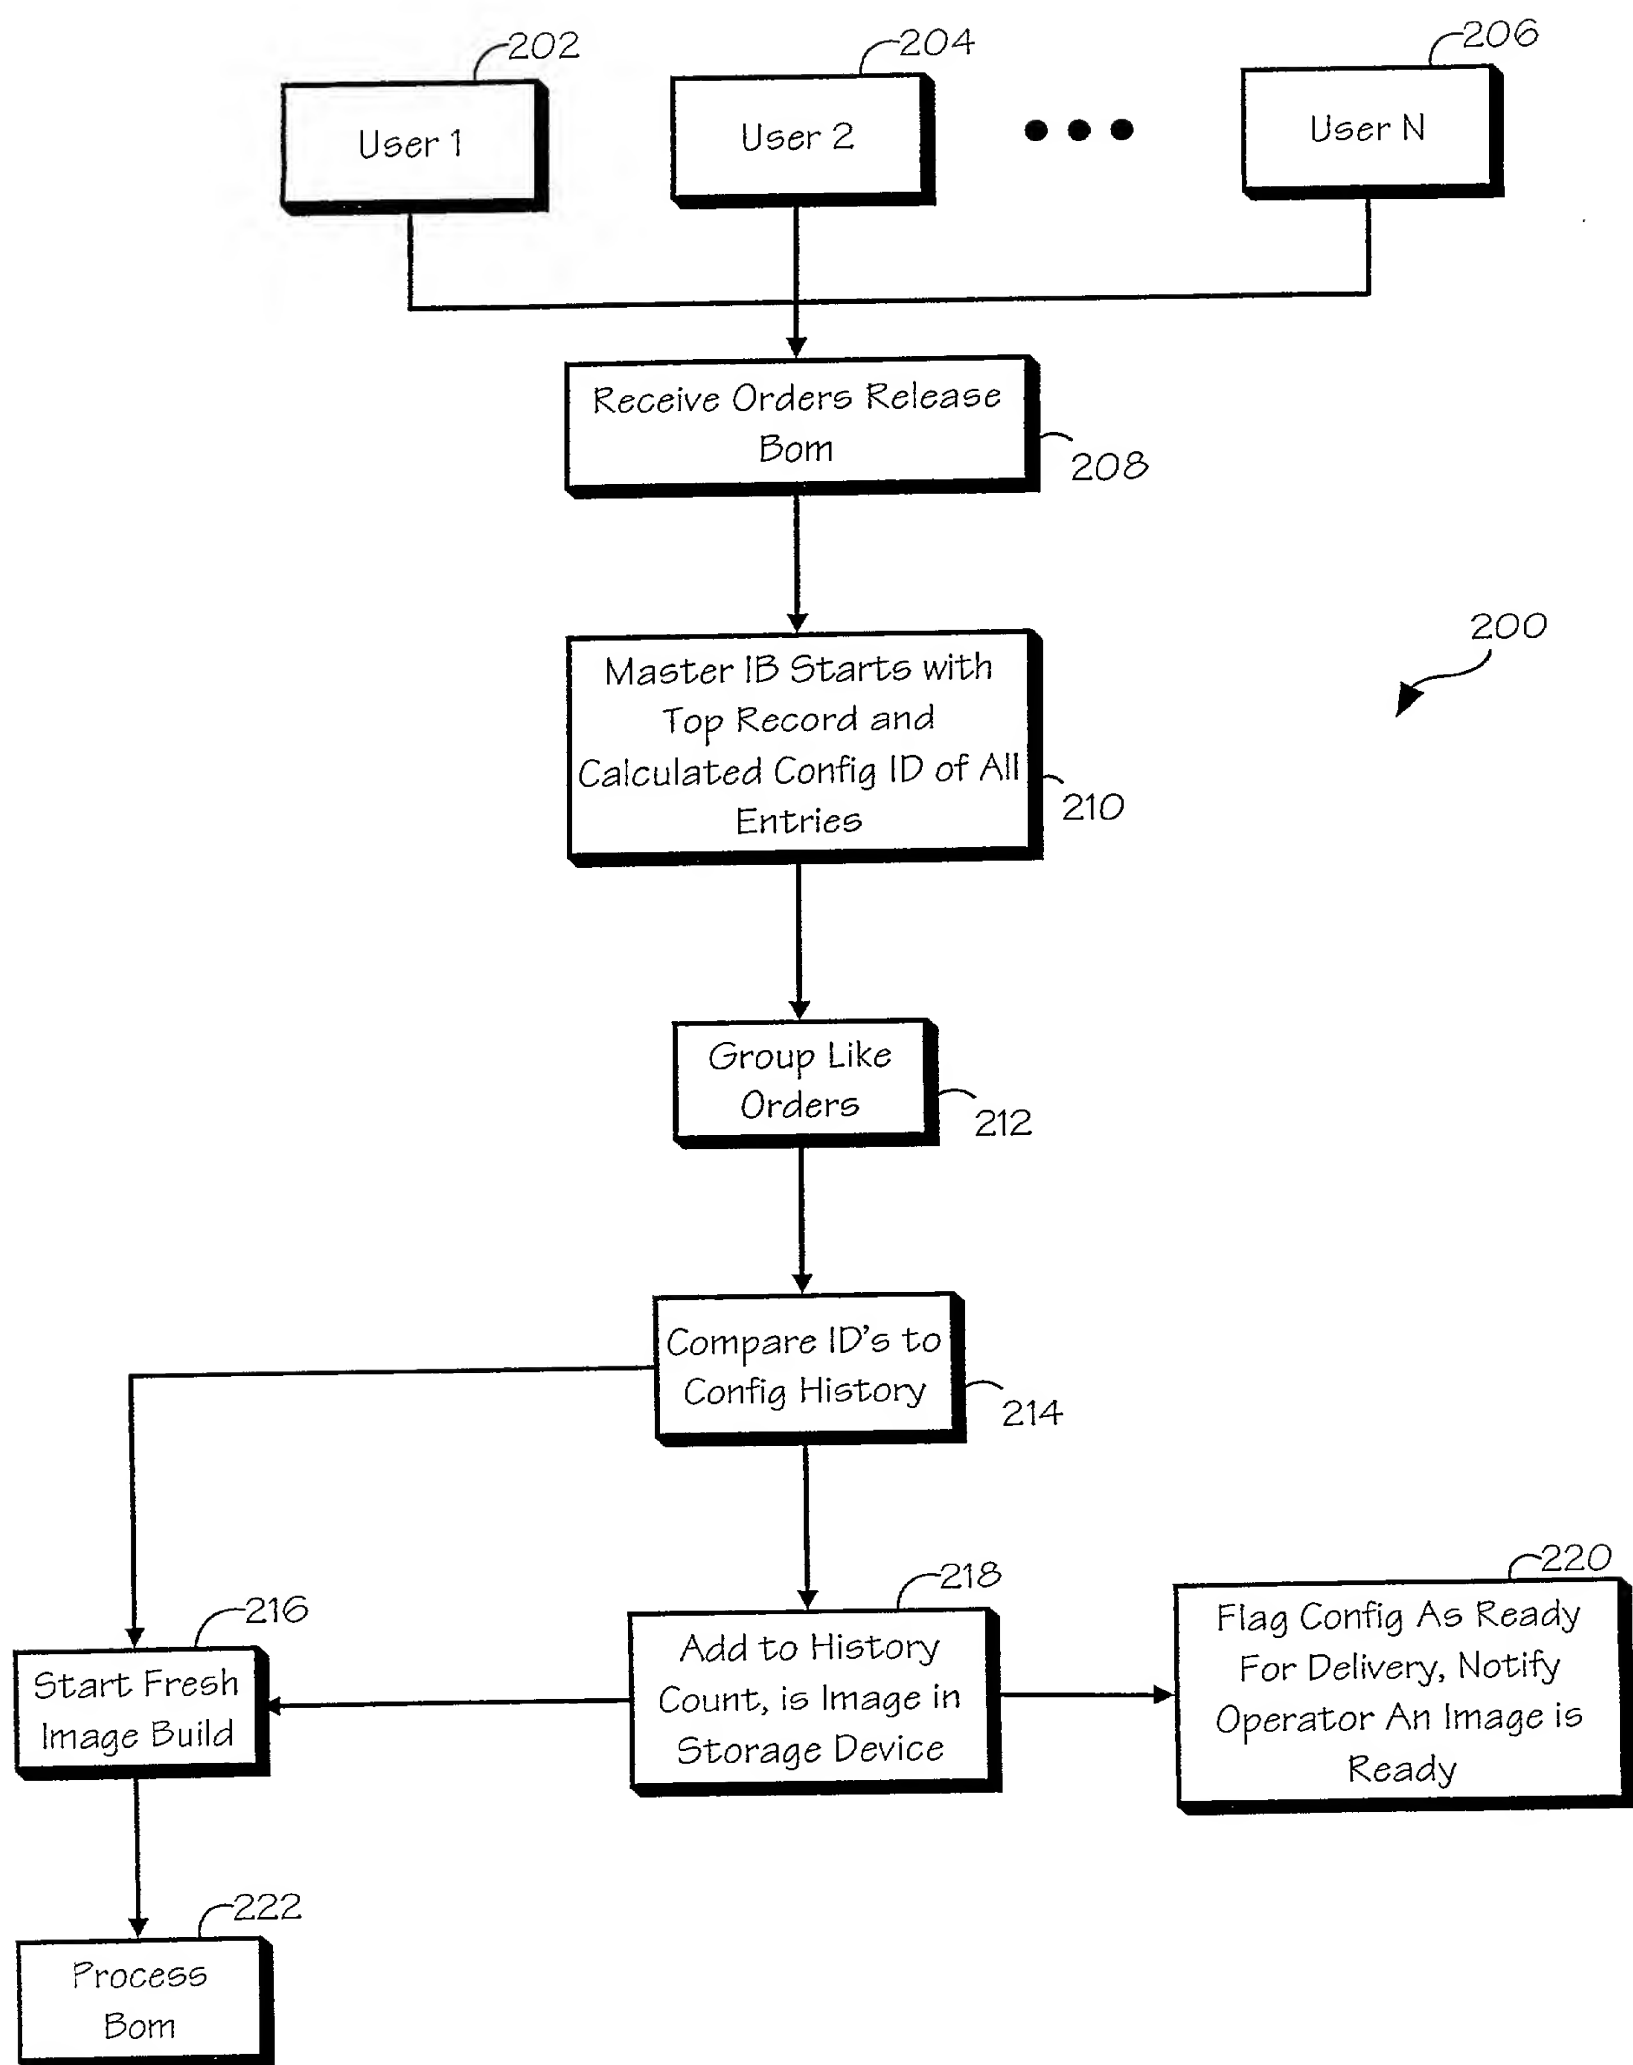 202
204
206
User 1
User 2
User N
Receive Orders Release
Bom
208
200
Master IB Starts with
Top Record and
Calculated Config ID of All
Entries
210
Group Like
Orders
212
Compare ID's to
Config History
214
216
218
220
Start Fresh
Image Build
Add to History
Count, is Image in
Storage Device
Flag Config As Ready
For Delivery, Notify
Operator An Image is
Ready
222
Process
Bom